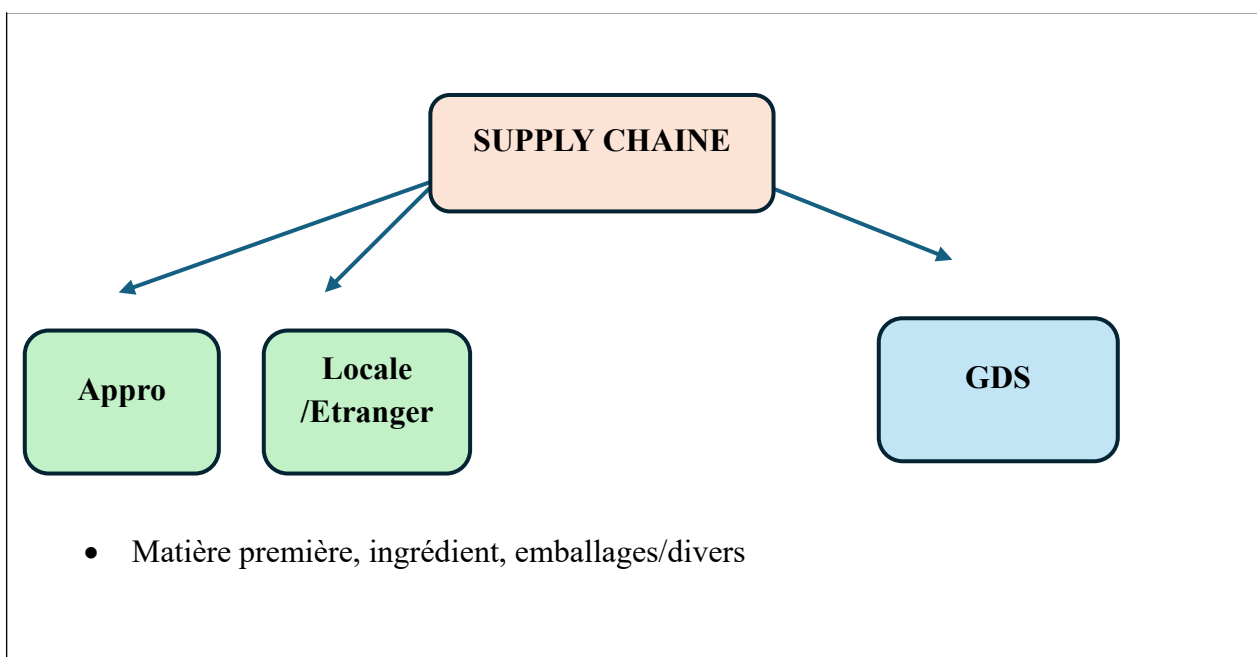 SUPPLY CHAINE
Appro
Locale
/Etranger
GDS
• Matière première, ingrédient, emballages/divers